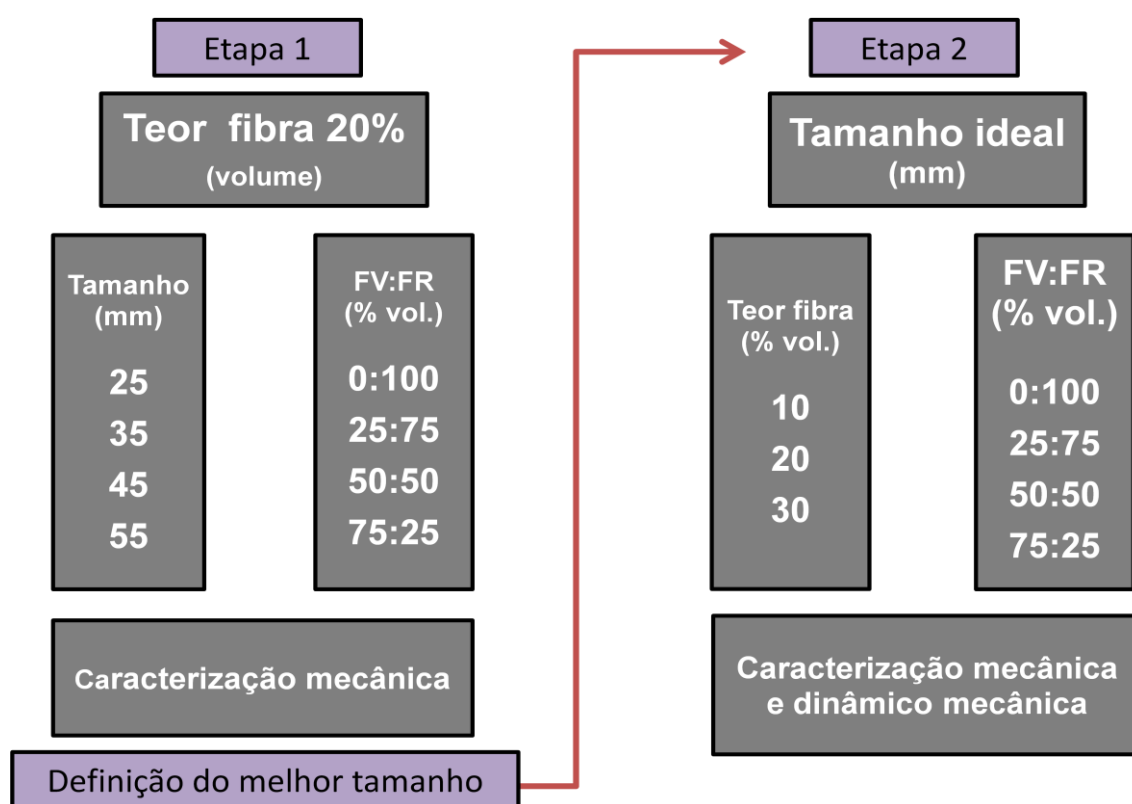 Etapa 1
Teor fibra 20%
(volume)
Tamanho
(mm)
25
35
45
55
FV:FR
(% vol.)
0:100
25:75
50:50
75:25
Caracterização mecânica
Definição do melhor tamanho
Etapa 2
Tamanho ideal
(mm)
Teor fibra
(% vol.)
10
20
30
FV:FR
(% vol.)
0:100
25:75
50:50
75:25
Caracterização mecânica
e dinâmico mecânica